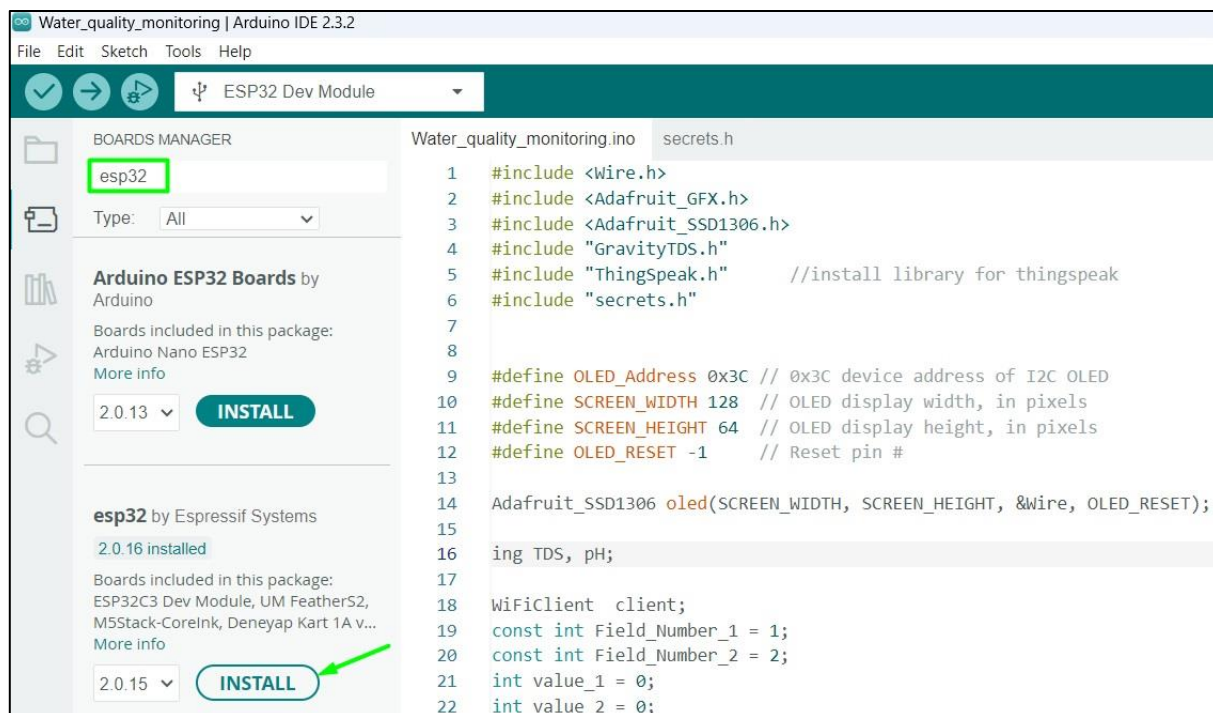 Water_quality_monitoring | Arduino IDE 2.3.2
File Edit Sketch Tools Help
ESP32 Dev Module
BOARDS MANAGER
esp32
Type: All
Arduino ESP32 Boards by
Arduino
Boards included in this package:
Arduino Nano ESP32
More info
2.0.13 INSTALL
esp32 by Espressif Systems
2.0.16 installed
Boards included in this package:
ESP32C3 Dev Module, UM FeatherS2,
M5Stack-CoreInk, Deneyap Kart 1A v...
More info
2.0.15 INSTALL
Water_quality_monitoring.ino secrets.h
1 #include <Wire.h>
2 #include <Adafruit_GFX.h>
3 #include <Adafruit_SSD1306.h>
4 #include "GravityTDS.h"
5 #include "ThingSpeak.h" //install library for thingspeak
6 #include "secrets.h"
7
8
9 #define OLED_Address 0x3C // 0x3C device address of I2C OLED
10 #define SCREEN_WIDTH 128 // OLED display width, in pixels
11 #define SCREEN_HEIGHT 64 // OLED display height, in pixels
12 #define OLED_RESET -1 // Reset pin #
13
14 Adafruit_SSD1306 oled(SCREEN_WIDTH, SCREEN_HEIGHT, &Wire, OLED_RESET);
15
16 ing TDS, pH;
17
18 WiFiClient client;
19 const int Field_Number_1 = 1;
20 const int Field_Number_2 = 2;
21 int value_1 = 0;
22 int value_2 = 0;